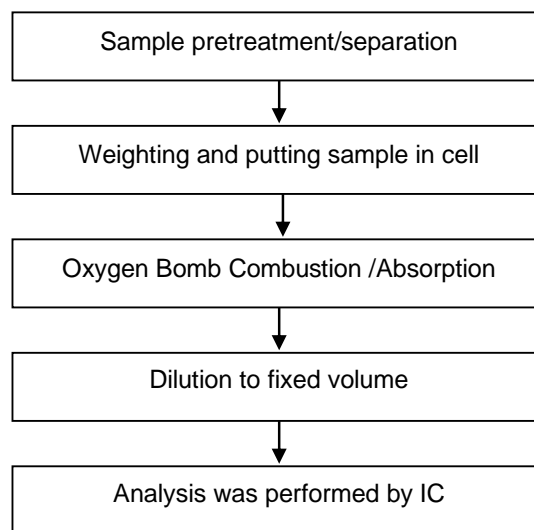 Sample pretreatment/separation
Weighting and putting sample in cell
Oxygen Bomb Combustion /Absorption
Dilution to fixed volume
Analysis was performed by IC